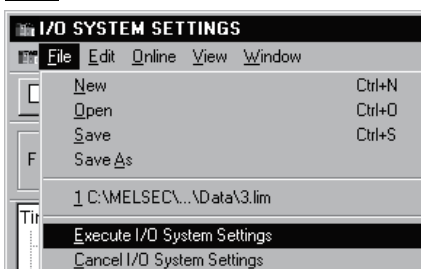 I/O SYSTEM SETTINGS
File Edit Online View Window
New Ctrl+N
Open Ctrl+O
Save Ctrl+S
Save As
F
1 C:\MELSEC\...\Data\3.lim
Execute I/O System Settings
Cancel I/O System Settings